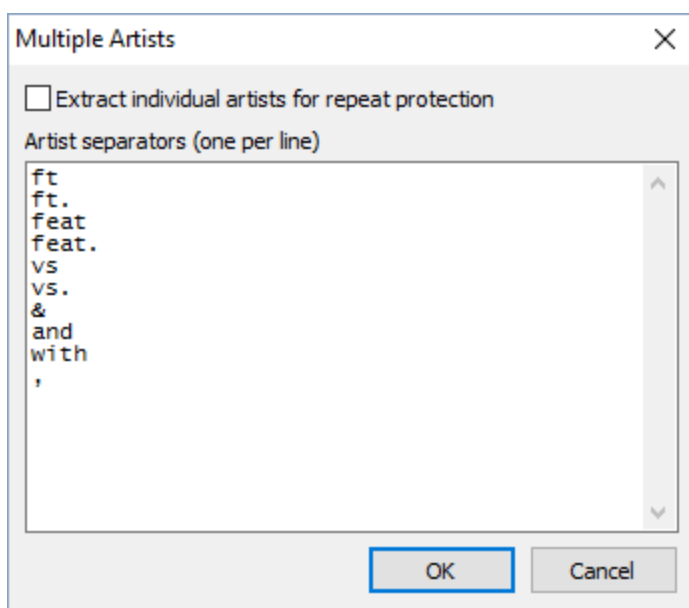 Multiple Artists
Extract individual artists for repeat protection
Artist separators (one per line)
ft
ft.
feat
feat.
vs
vs.
&
and
with
,
OK
Cancel